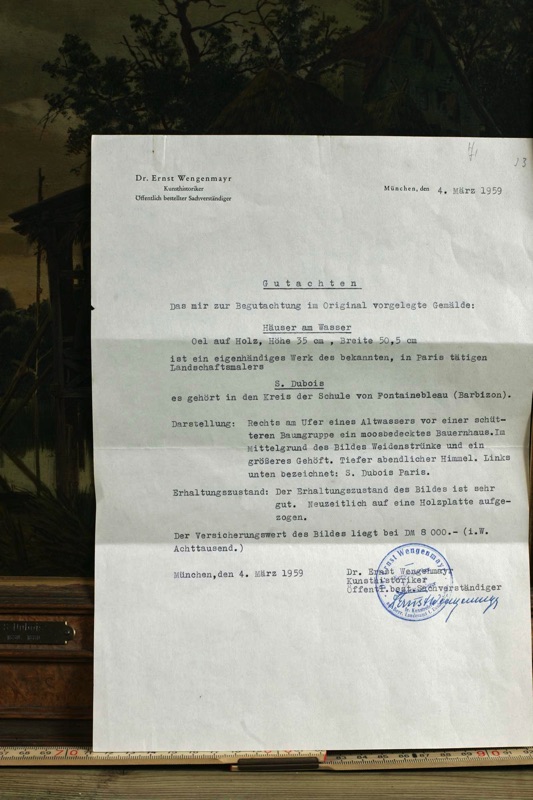 Dr. Ernst Wengenmayr
Kunsthistoriker
Öffentlich bestellter Sachverständiger
München, den 4. März 1959
Gutachten
Das mir zur Begutachtung im Original vorgelegte Gemälde:
Häuser am Wasser
Oel auf Holz, Höhe 35 cm , Breite 50,5 cm
ist ein eigenhändiges Werk des bekannten, in Paris tätigen
Landschaftsmalers
S. Dubois
es gehört in den Kreis der Schule von Fontainebleau (Barbizon).
Darstellung: Rechts am Ufer eines Altwassers vor einer schüt-
teren Baumgruppe ein moosbedecktes Bauernhaus.Im
Mittelgrund des Bildes Weidenstrünke und ein
größeres Gehöft. Tiefer abendlicher Himmel. Links
unten bezeichnet: S. Dubois Paris.
Erhaltungszustand: Der Erhaltungszustand des Bildes ist sehr
gut. Neuzeitlich auf eine Holzplatte aufge-
zogen.
Der Versicherungswert des Bildes liegt bei DM 8 000.- (i.W.
Achttausend.)
München,den 4. März 1959
Dr. Ernst Wengenmayr
Kunsthistoriker
Öffentl.best.Sachverständiger
Ernst Wengenmayr
S. Dubois